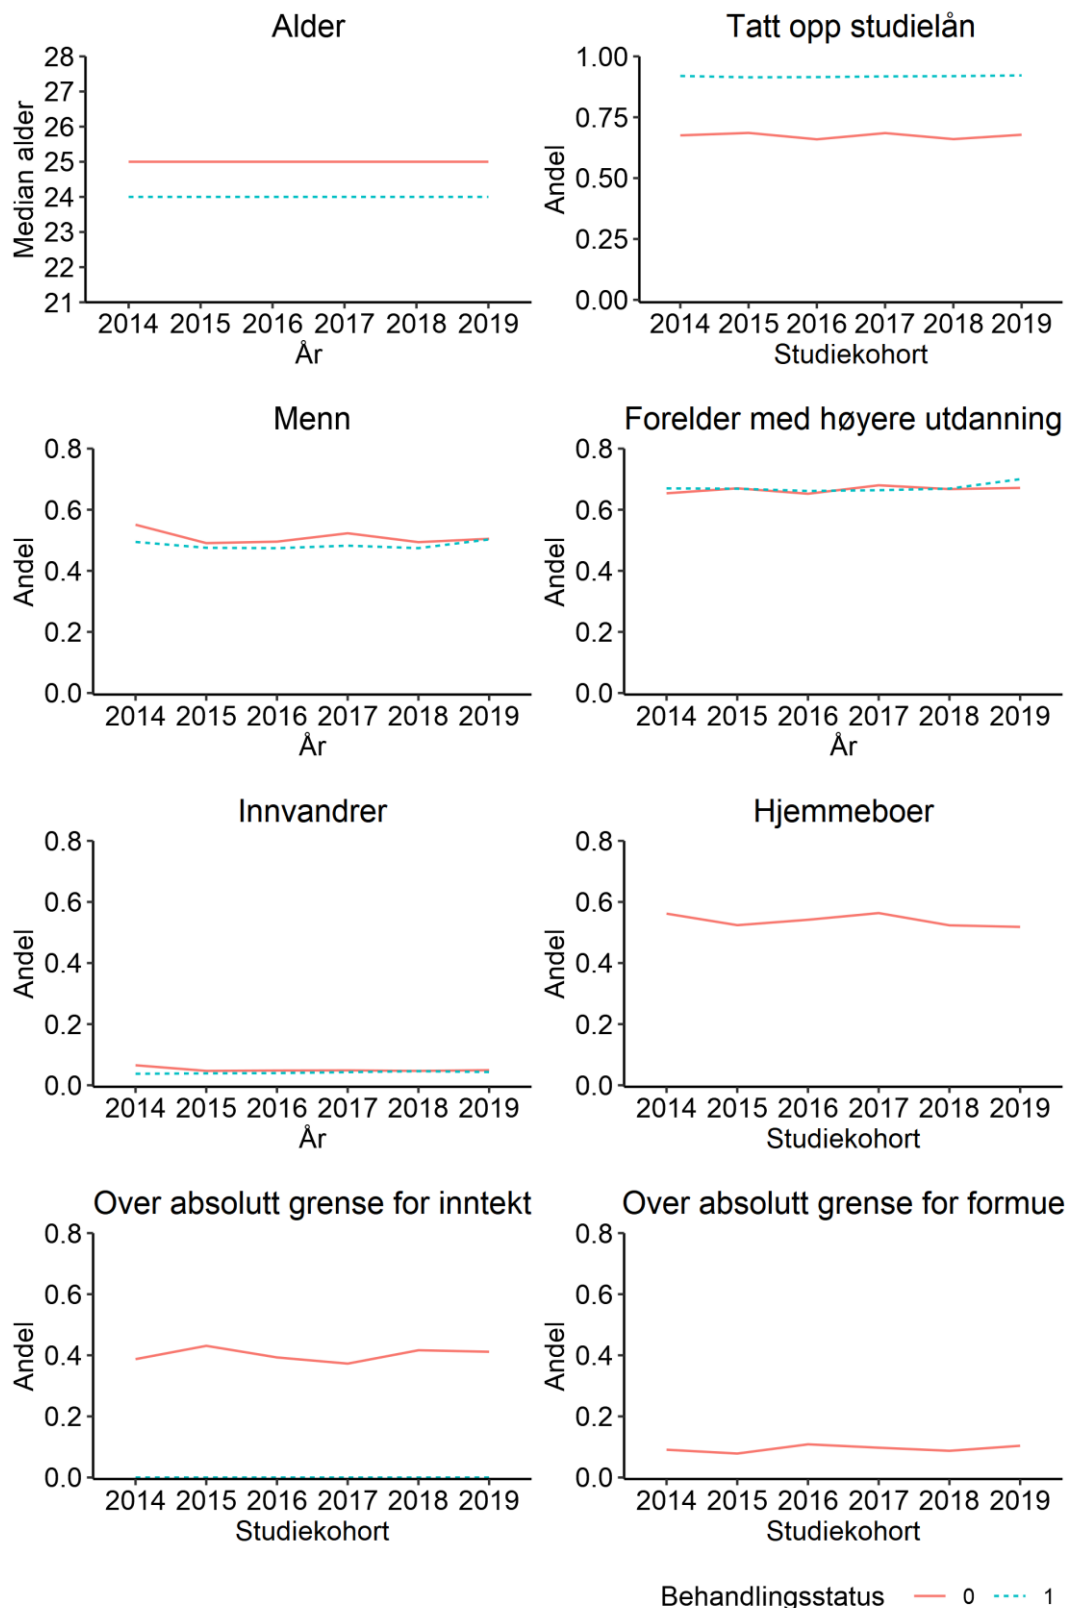 Alder
Median alder
28
27
26
25
24
23
22
21
2014 2015 2016 2017 2018 2019
År
Tatt opp studielån
Andel
1.00
0.75
0.50
0.25
0.00
2014 2015 2016 2017 2018 2019
Studiekohort
Menn
Andel
0.8
0.6
0.4
0.2
0.0
2014 2015 2016 2017 2018 2019
År
Forelder med høyere utdanning
Andel
0.8
0.6
0.4
0.2
0.0
2014 2015 2016 2017 2018 2019
År
Innvandrer
Andel
0.8
0.6
0.4
0.2
0.0
2014 2015 2016 2017 2018 2019
År
Hjemmeboer
Andel
0.8
0.6
0.4
0.2
0.0
2014 2015 2016 2017 2018 2019
Studiekohort
Over absolutt grense for inntekt
Andel
0.8
0.6
0.4
0.2
0.0
2014 2015 2016 2017 2018 2019
Studiekohort
Over absolutt grense for formue
Andel
0.8
0.6
0.4
0.2
0.0
2014 2015 2016 2017 2018 2019
Studiekohort
Behandlingsstatus 0 1